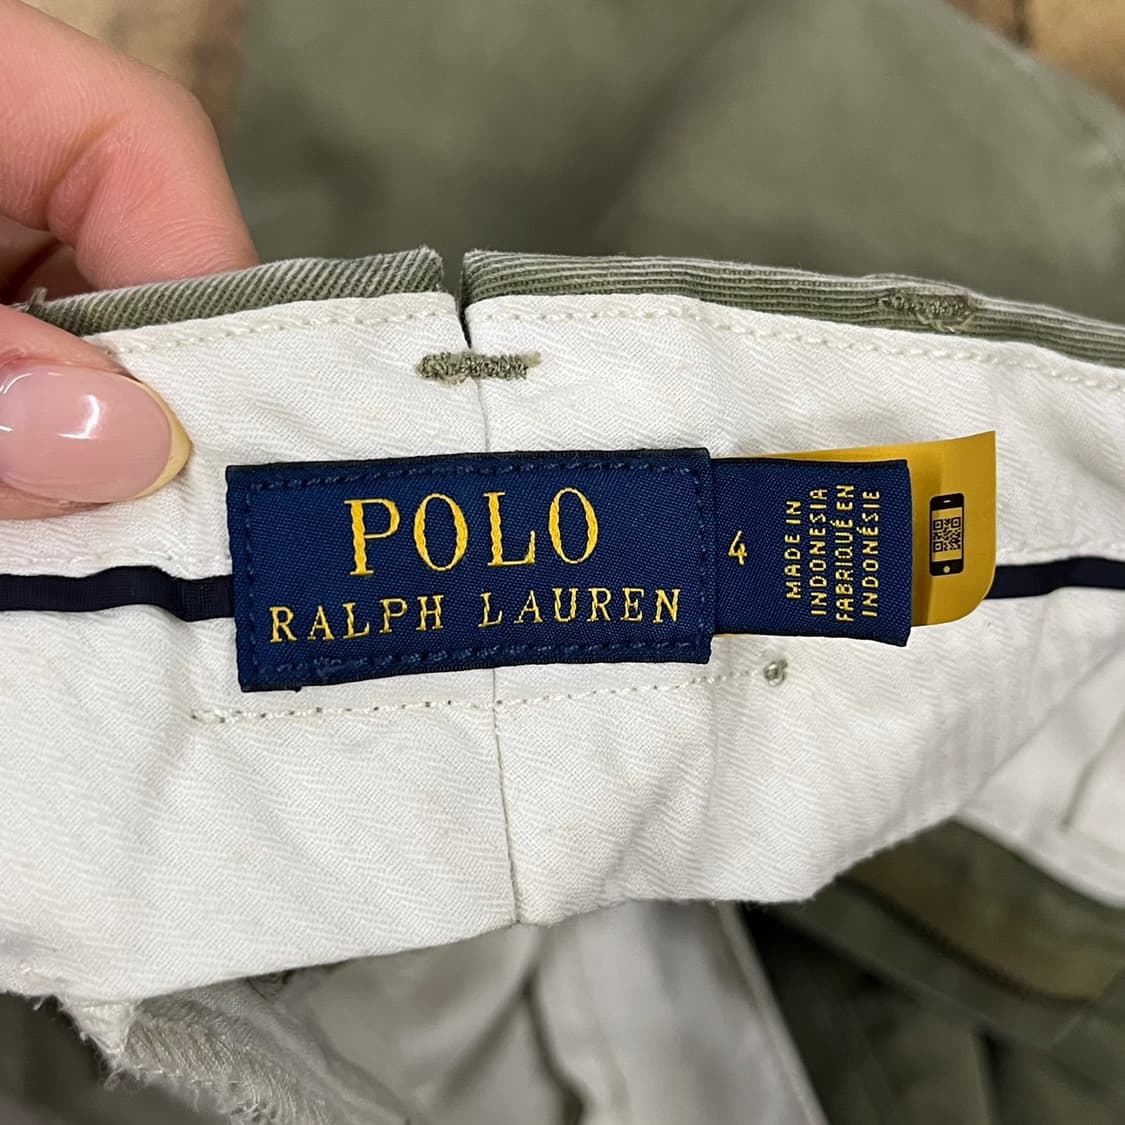 POLO
RALPH LAUREN
4
MADE IN
INDONESIA
FABRIQUÉ EN
INDONÉSIE